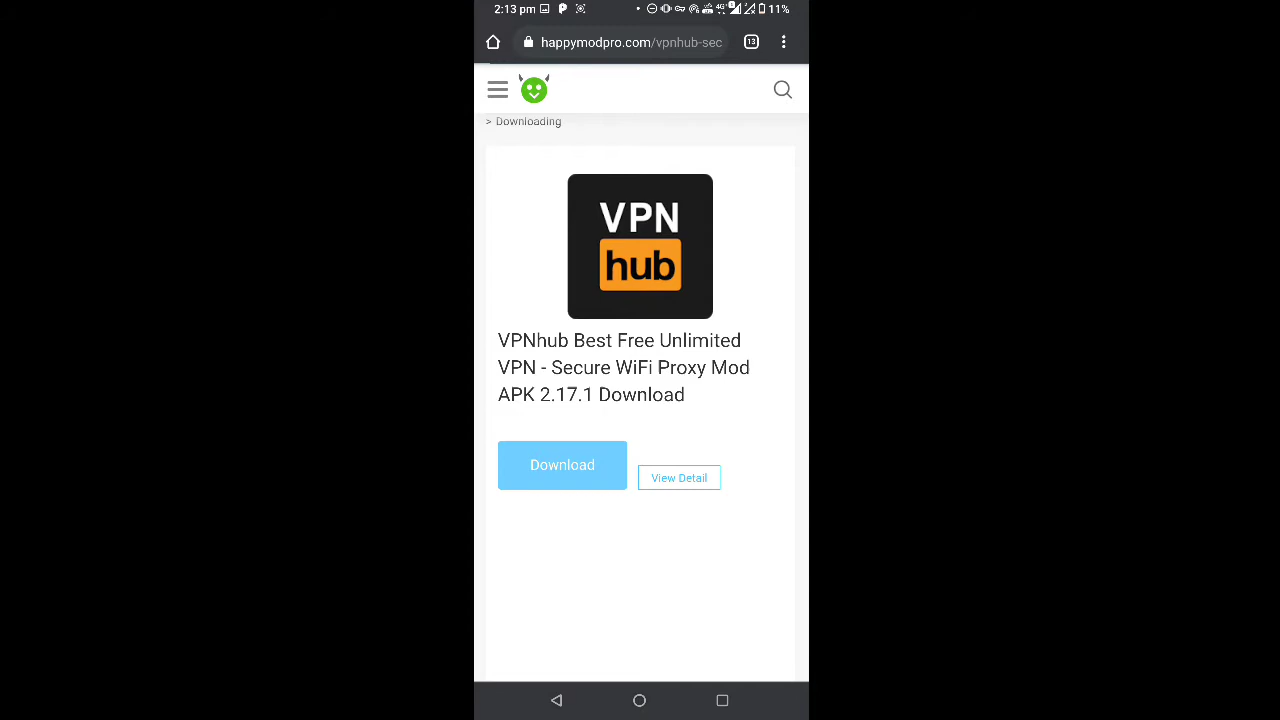 2:13 pm 11%
happymodpro.com/vpnhub-sec 13
> Downloading
VPN
hub
VPNhub Best Free Unlimited
VPN - Secure WiFi Proxy Mod
APK 2.17.1 Download
Download
View Detail